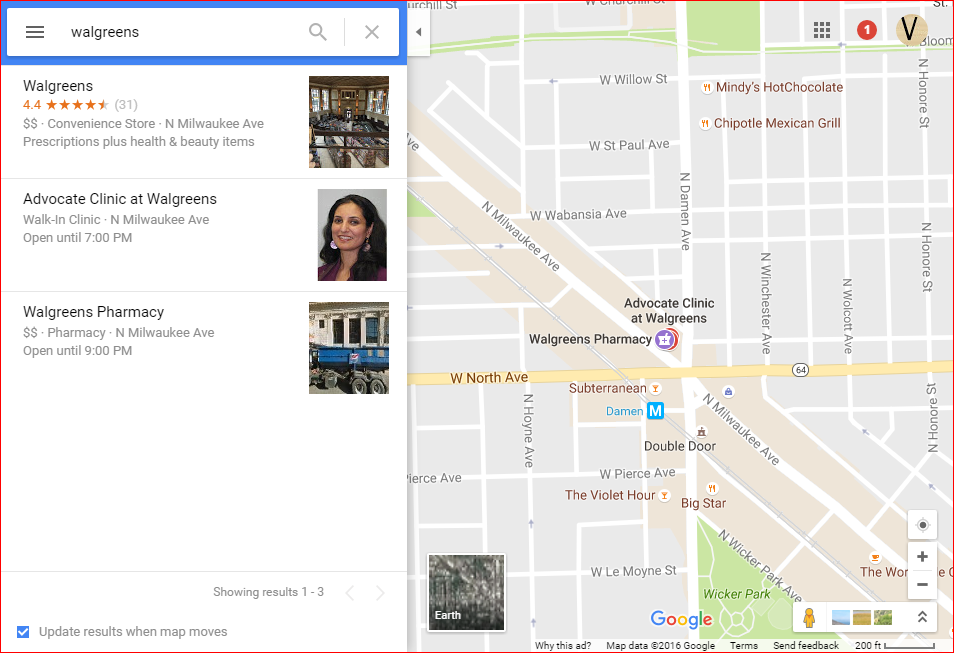 walgreens
Walgreens
4.4 ★★★★ (31)
$$ · Convenience Store · N Milwaukee Ave
Prescriptions plus health & beauty items
Advocate Clinic at Walgreens
Walk-In Clinic · N Milwaukee Ave
Open until 7:00 PM
Walgreens Pharmacy
$$ · Pharmacy · N Milwaukee Ave
Open until 9:00 PM
Showing results 1 - 3
Update results when map moves
W Churchill St
1
V
St.
Bloom
N Honore St
W Willow St
Mindy's HotChocolate
Chipotle Mexican Grill
W St Paul Ave
N Damen Ave
N Milwaukee Ave
W Wabansia Ave
N Honore St
N Winchester Ave
N Wolcott Ave
Advocate Clinic
at Walgreens
Walgreens Pharmacy
64
W North Ave
Subterranean
Damen M
N Hoyne Ave
N Milwaukee Ave
N Honore St
Double Door
Pierce Ave
W Pierce Ave
The Violet Hour
Big Star
N Wicker Park Ave
W Le Moyne St
Wicker Park
Earth
Google
Why this ad?
Map data ©2016 Google
Terms
Send feedback
200 ft